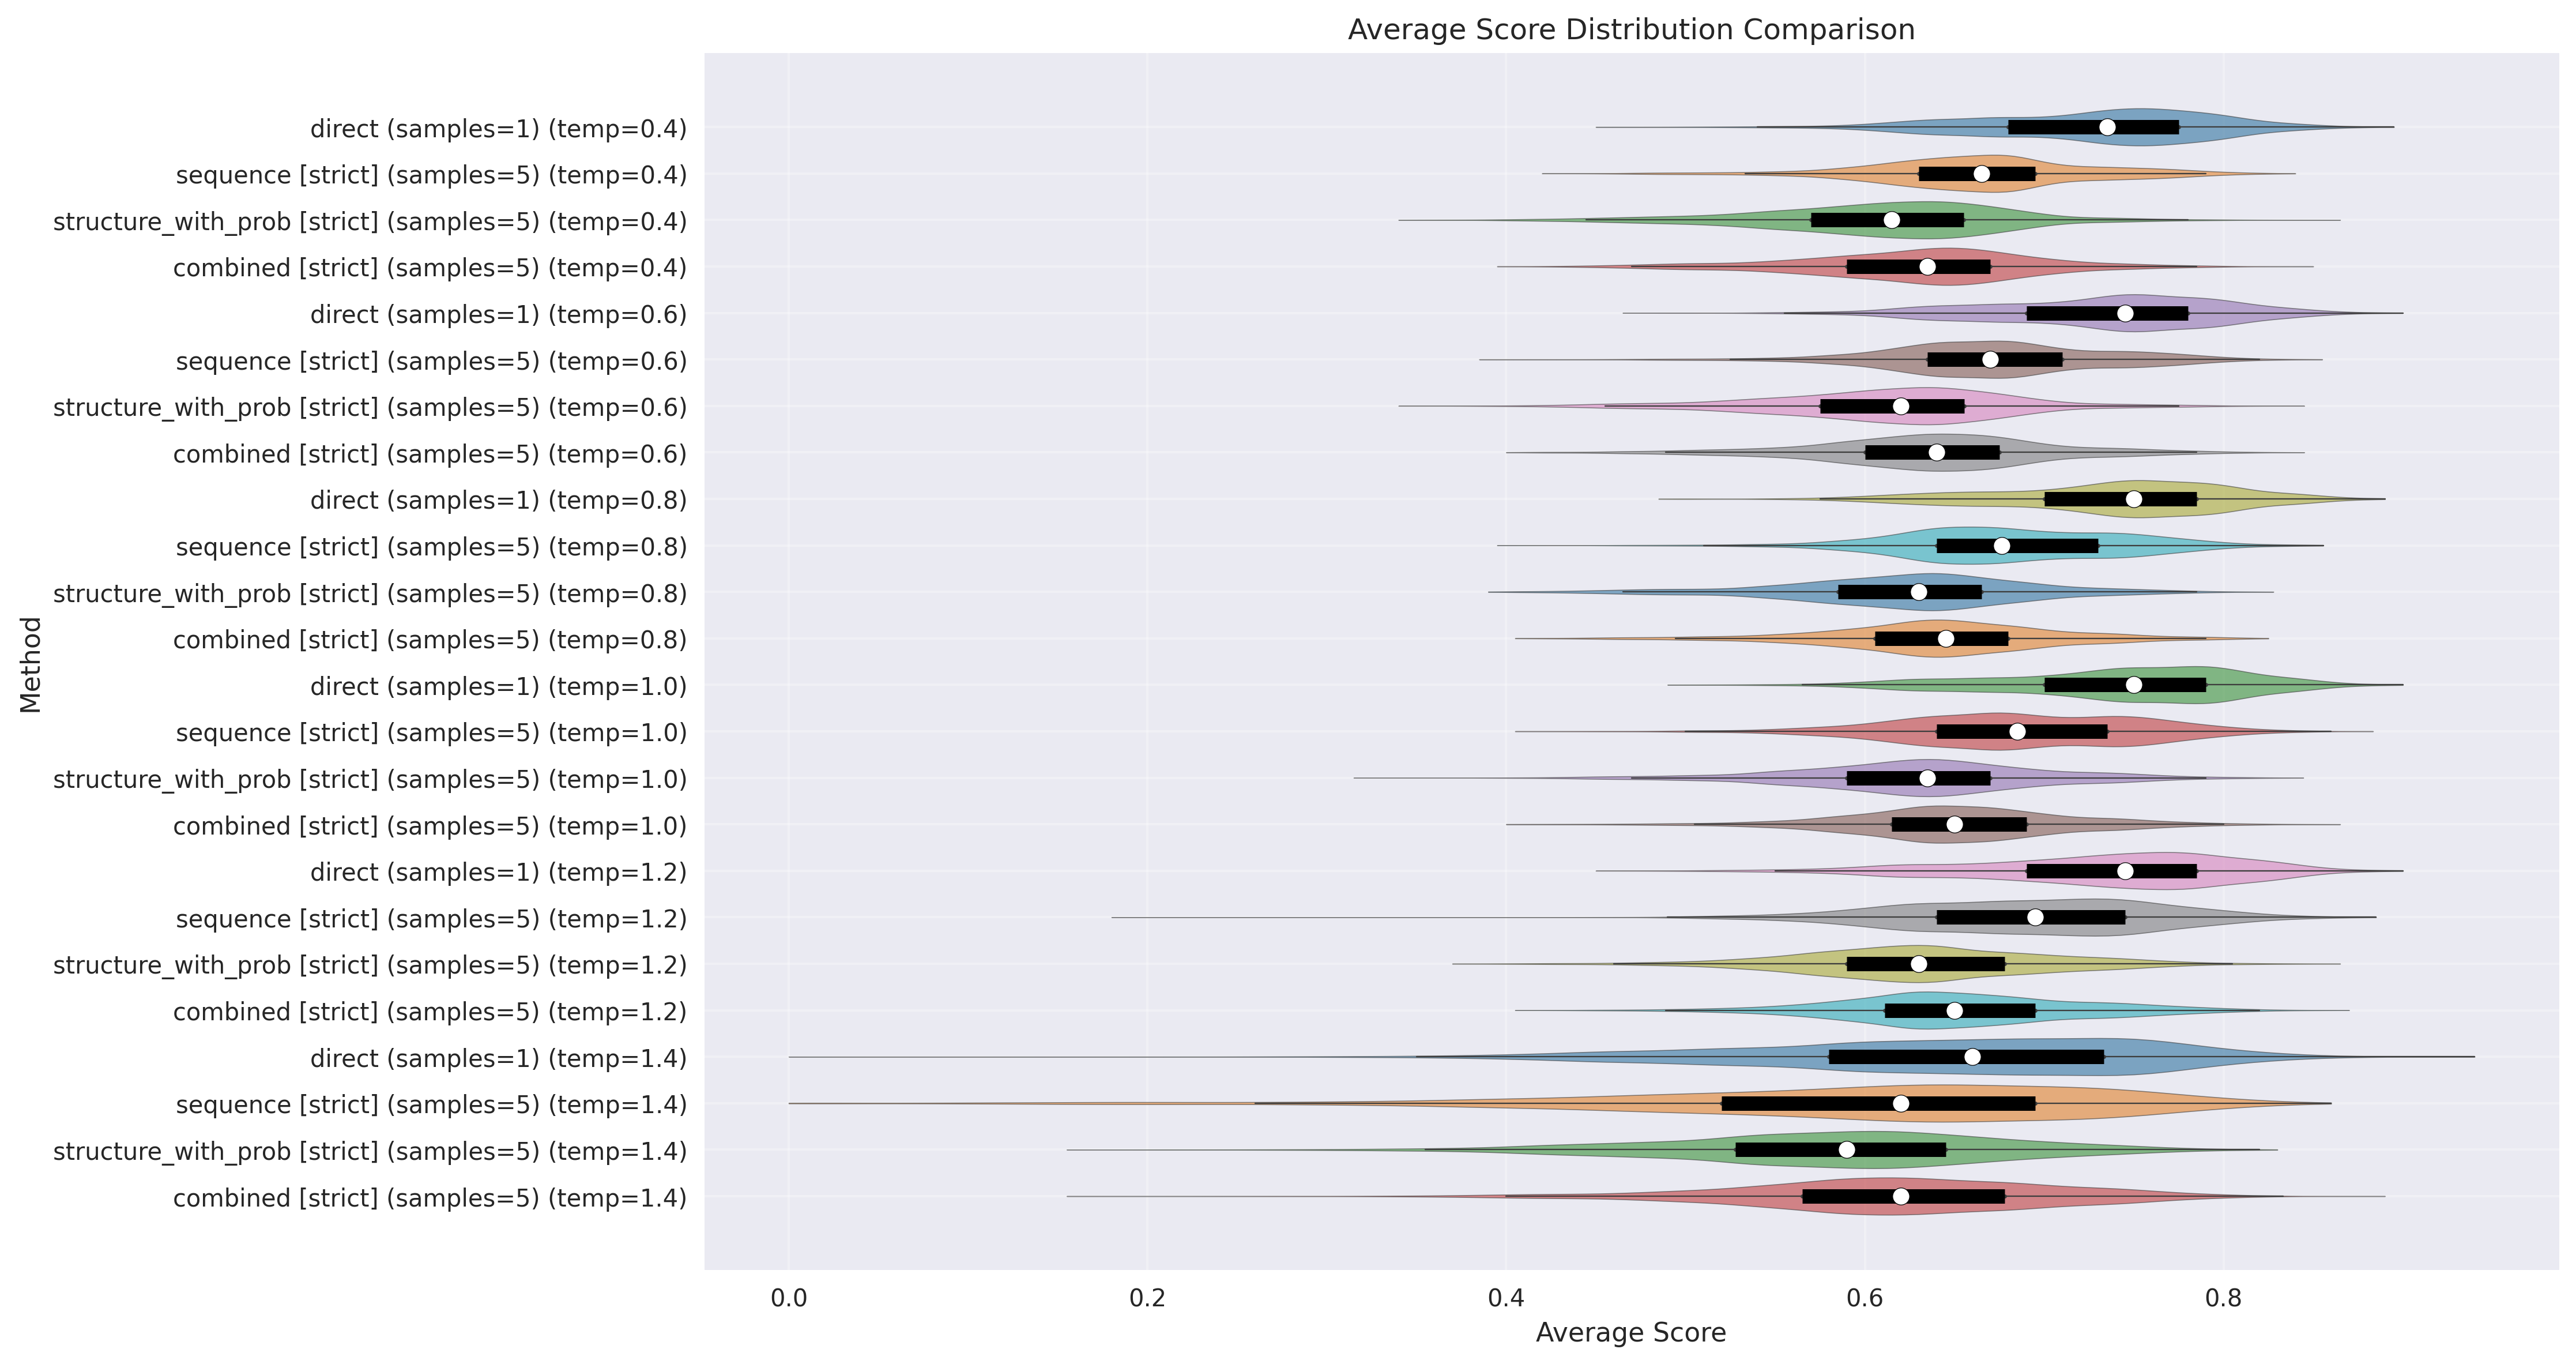 Average Score Distribution Comparison
direct (samples=1) (temp=0.4)
sequence [strict] (samples=5) (temp=0.4)
structure_with_prob [strict] (samples=5) (temp=0.4)
combined [strict] (samples=5) (temp=0.4)
direct (samples=1) (temp=0.6)
sequence [strict] (samples=5) (temp=0.6)
structure_with_prob [strict] (samples=5) (temp=0.6)
combined [strict] (samples=5) (temp=0.6)
direct (samples=1) (temp=0.8)
sequence [strict] (samples=5) (temp=0.8)
structure_with_prob [strict] (samples=5) (temp=0.8)
combined [strict] (samples=5) (temp=0.8)
direct (samples=1) (temp=1.0)
sequence [strict] (samples=5) (temp=1.0)
structure_with_prob [strict] (samples=5) (temp=1.0)
combined [strict] (samples=5) (temp=1.0)
direct (samples=1) (temp=1.2)
sequence [strict] (samples=5) (temp=1.2)
structure_with_prob [strict] (samples=5) (temp=1.2)
combined [strict] (samples=5) (temp=1.2)
direct (samples=1) (temp=1.4)
sequence [strict] (samples=5) (temp=1.4)
structure_with_prob [strict] (samples=5) (temp=1.4)
combined [strict] (samples=5) (temp=1.4)
Method
0.0 0.2 0.4 0.6 0.8
Average Score